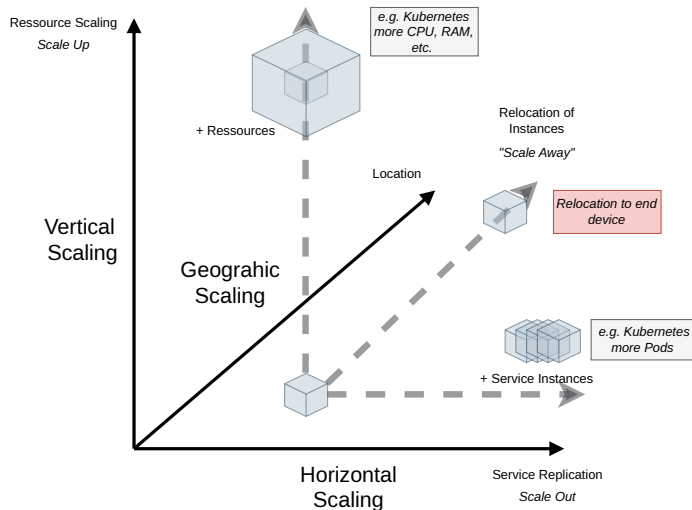 Ressource Scaling
Scale Up
e.g. Kubernetes
more CPU, RAM,
etc.
+ Ressources
Relocation of
Instances
"Scale Away"
Location
Relocation to end
device
Vertical
Scaling
Geograhic
Scaling
e.g. Kubernetes
more Pods
+ Service Instances
Horizontal
Scaling
Service Replication
Scale Out